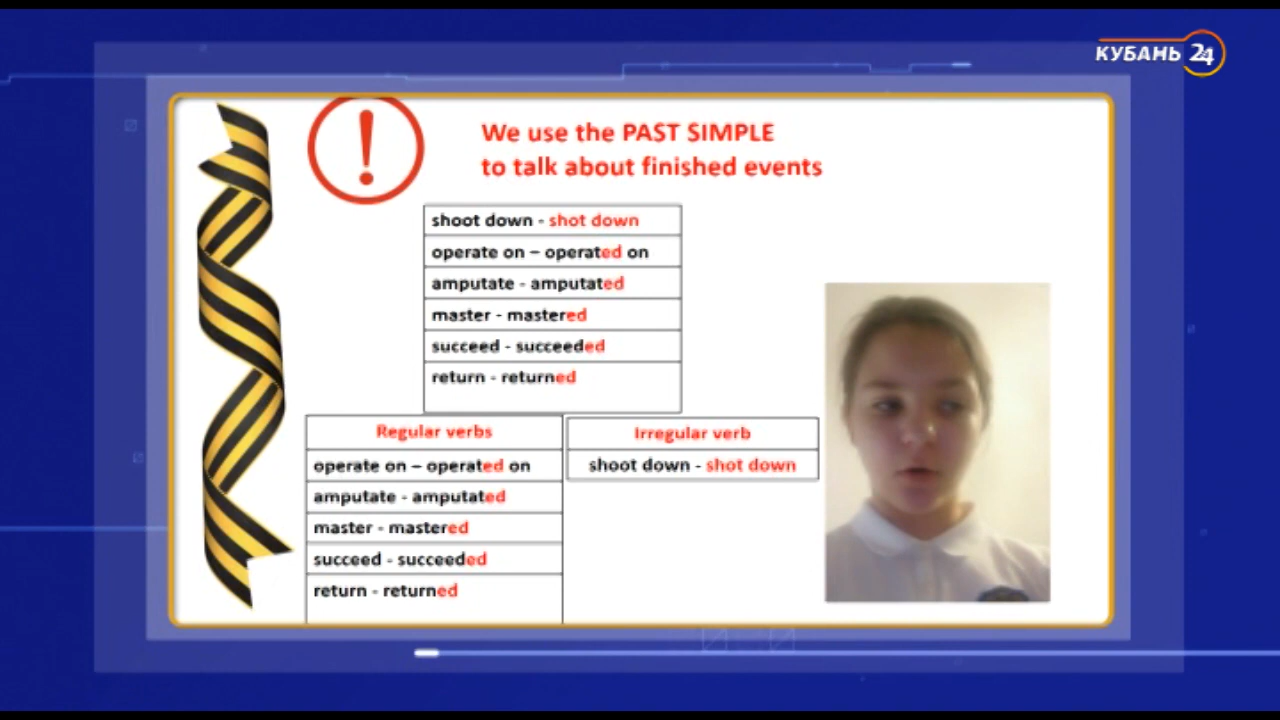 КУБАНЬ 24
We use the PAST SIMPLE
to talk about finished events
shoot down - shot down
operate on – operated on
amputate - amputated
master - mastered
succeed - succeeded
return - returned
Regular verbs
operate on – operated on
amputate - amputated
master - mastered
succeed - succeeded
return - returned
Irregular verb
shoot down - shot down